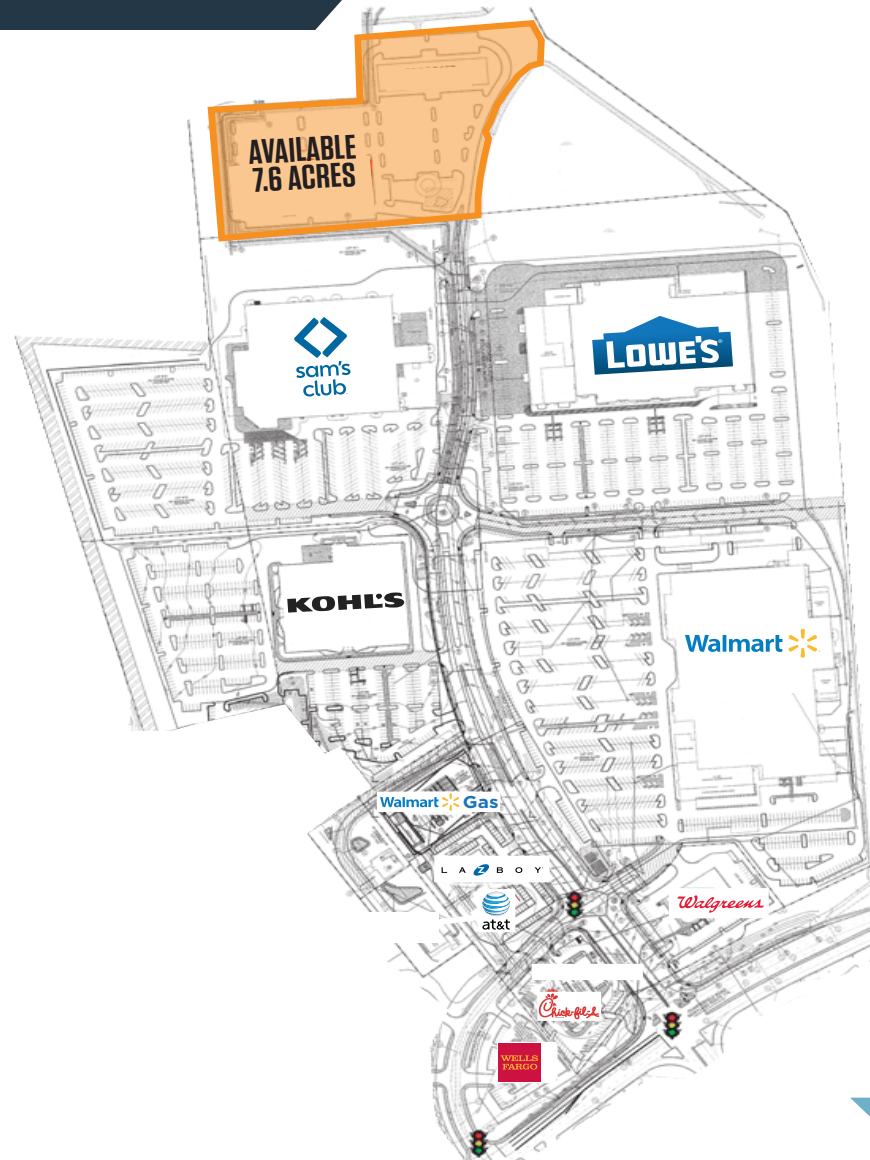 AVAILABLE
7.6 ACRES
sam's
club
LOWE'S
KOHL'S
Walmart
Walmart Gas
LA Z BOY
at&t
Walgreens
Chick-fil-A
WELLS
FARGO